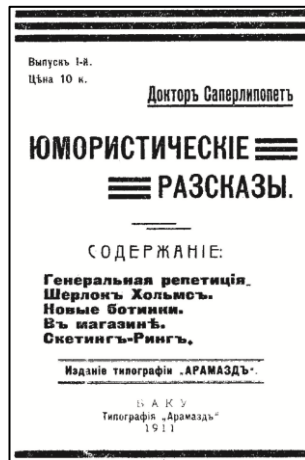 Выпускъ I-й.
Цѣна 10 к.
Докторъ Саперлипопетъ
ЮМОРИСТИЧЕСКІЕ
РАЗСКАЗЫ.
СОДЕРЖАНІЕ:
Генеральная репетиція.
Шерлокъ Хольмсъ.
Новые ботинки.
Въ магазинѣ.
Скетингъ-Рингъ.
Изданіе типографіи „АРАМАЗДЪ“.
БАКУ
Типографія „Арамаздъ“
1911